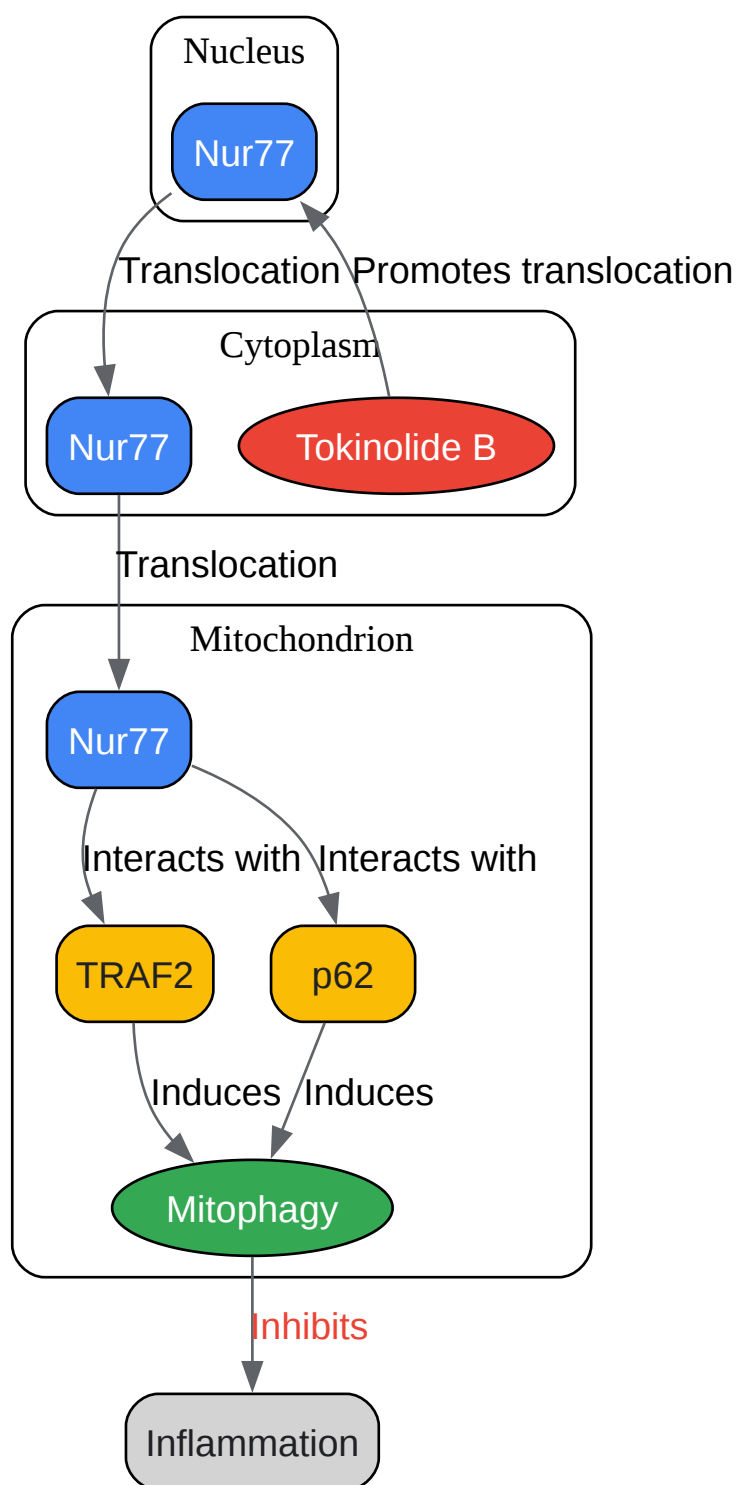 Nucleus
Nur77
Translocation
Promotes translocation
Cytoplasm
Nur77
Tokinolide B
Translocation
Mitochondrion
Nur77
Interacts with
Interacts with
TRAF2
p62
Induces
Induces
Mitophagy
Inhibits
Inflammation